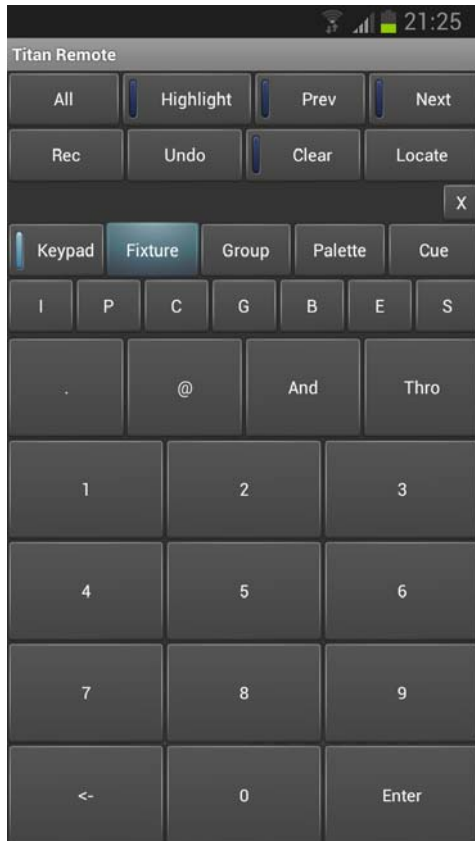 21:25
Titan Remote
All Highlight Prev Next
Rec Undo Clear Locate
X
Keypad Fixture Group Palette Cue
I P C G B E S
. @ And Thro
1 2 3
4 5 6
7 8 9
<- 0 Enter